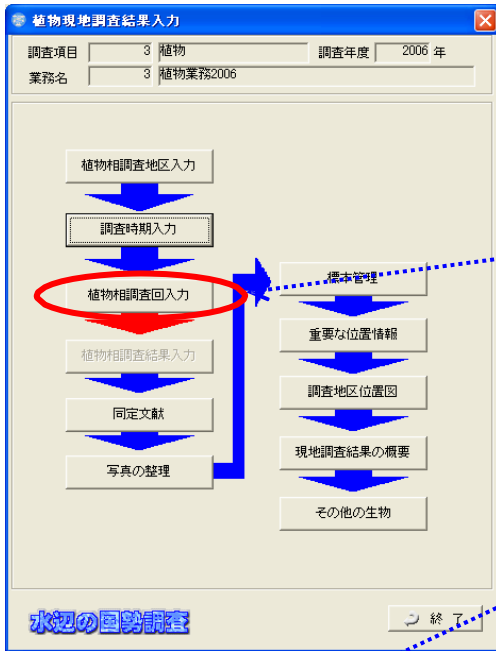 植物現地調査結果入力
調査項目 3 植物 調査年度 2006 年
業務名 3 植物業務2006
植物相調査地区入力
調査時期入力
植物相調査回入力
植物相調査結果入力
同定文献
写真の整理
標本管理
重要な位置情報
調査地区位置図
現地調査結果の概要
その他の生物
水辺の国勢調査
終了